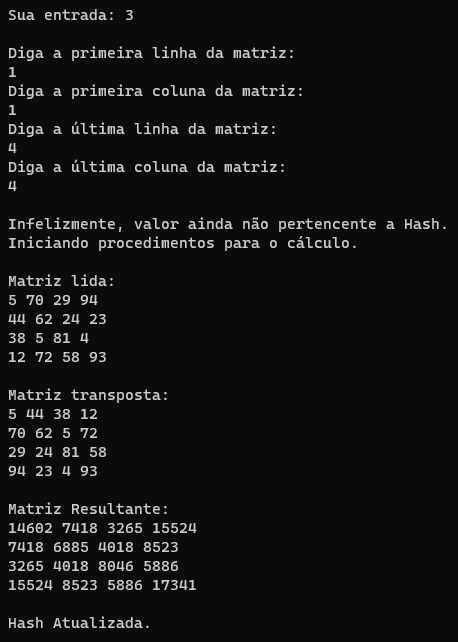 Sua entrada: 3
Diga a primeira linha da matriz:
1
Diga a primeira coluna da matriz:
1
Diga a última linha da matriz:
4
Diga a última coluna da matriz:
4
Infelizmente, valor ainda não pertencente a Hash.
Iniciando procedimentos para o cálculo.
Matriz lida:
5 70 29 94
44 62 24 23
38 5 81 4
12 72 58 93
Matriz transposta:
5 44 38 12
70 62 5 72
29 24 81 58
94 23 4 93
Matriz Resultante:
14602 7418 3265 15524
7418 6885 4018 8523
3265 4018 8046 5886
15524 8523 5886 17341
Hash Atualizada.